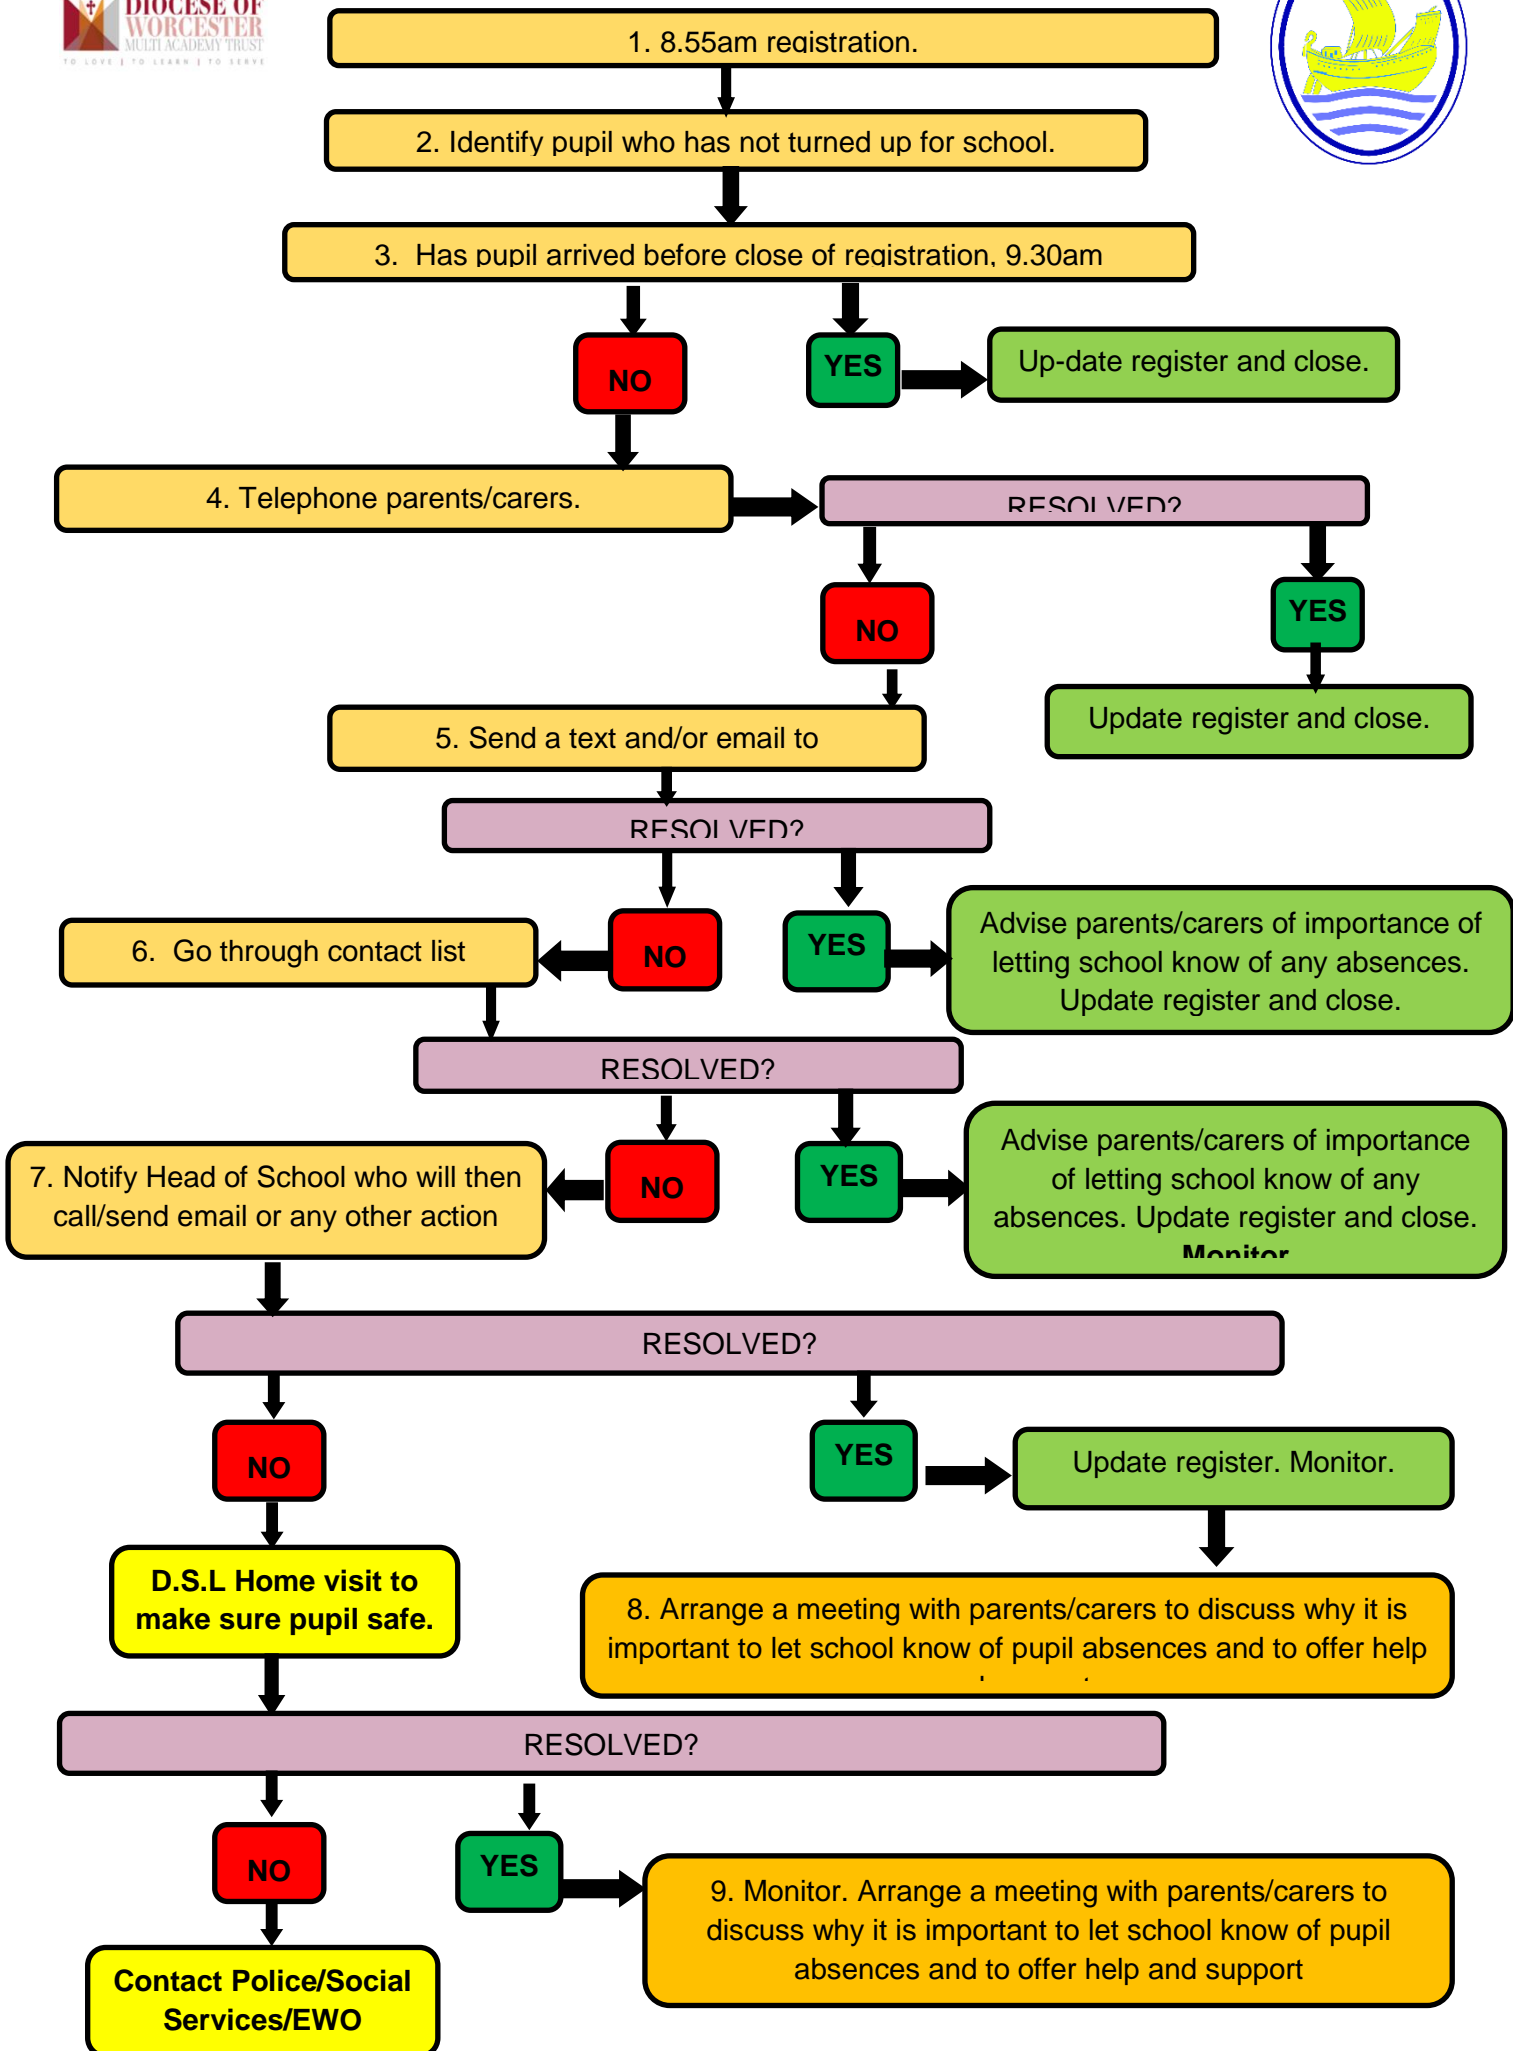 DIOCESE OF
WORCESTER
MULTI ACADEMY TRUST
TO LOVE | TO LEARN | TO SERVE
1. 8.55am registration.
2. Identify pupil who has not turned up for school.
3. Has pupil arrived before close of registration, 9.30am
NO
YES
Up-date register and close.
4. Telephone parents/carers.
RESOLVED?
NO
YES
Update register and close.
5. Send a text and/or email to
RESOLVED?
6. Go through contact list
NO
YES
Advise parents/carers of importance of
letting school know of any absences.
Update register and close.
RESOLVED?
7. Notify Head of School who will then
call/send email or any other action
NO
YES
Advise parents/carers of importance
of letting school know of any
absences. Update register and close.
Monitor
RESOLVED?
NO
YES
Update register. Monitor.
D.S.L Home visit to
make sure pupil safe.
8. Arrange a meeting with parents/carers to discuss why it is
important to let school know of pupil absences and to offer help
RESOLVED?
NO
YES
9. Monitor. Arrange a meeting with parents/carers to
discuss why it is important to let school know of pupil
absences and to offer help and support
Contact Police/Social
Services/EWO